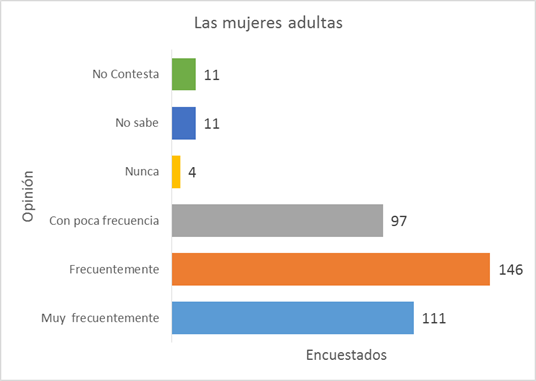 Las mujeres adultas
No Contesta 11
No sabe 11
Nunca 4
Con poca frecuencia 97
Frecuentemente 146
Muy frecuentemente 111
Opinión
Encuestados